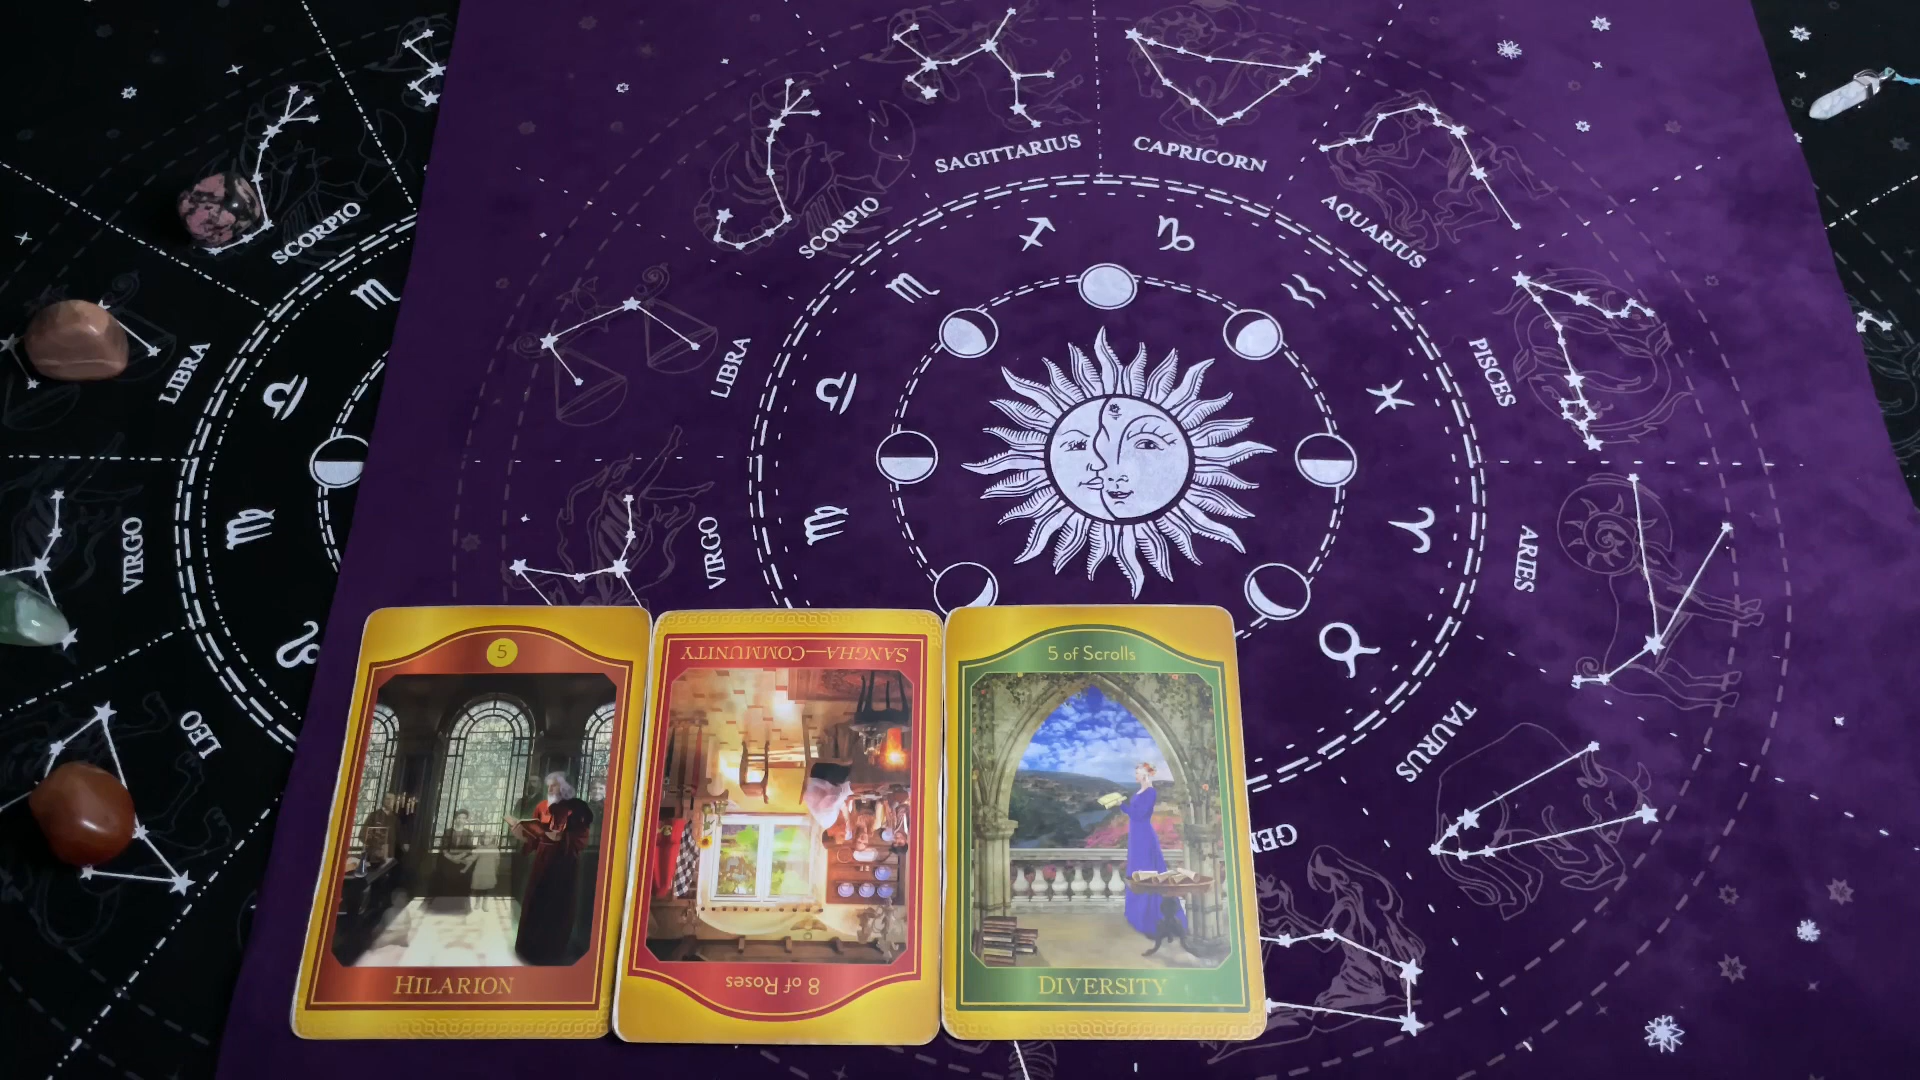 SAGITTARIUS
CAPRICORN
SCORPIO
SCORPIO
AQUARIUS
LIBRA
LIBRA
PISCES
VIRGO
VIRGO
ARIES
LEO
TAURUS
GEM
5
HILARION
SANGHA—COMMUNITY
8 of Roses
5 of Scrolls
DIVERSITY